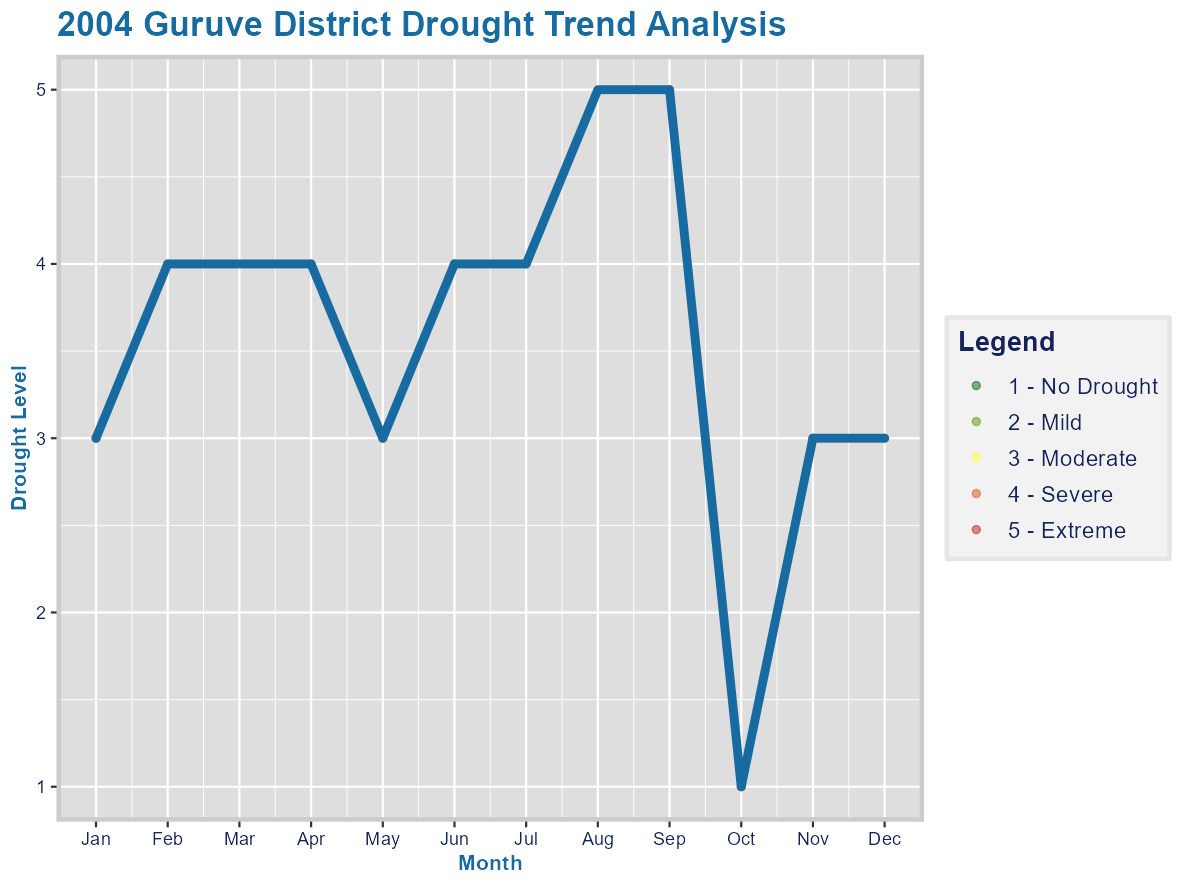 2004 Guruve District Drought Trend Analysis
Drought Level
5
4
3
2
1
Jan Feb Mar Apr May Jun Jul Aug Sep Oct Nov Dec
Month
Legend
1 - No Drought
2 - Mild
3 - Moderate
4 - Severe
5 - Extreme